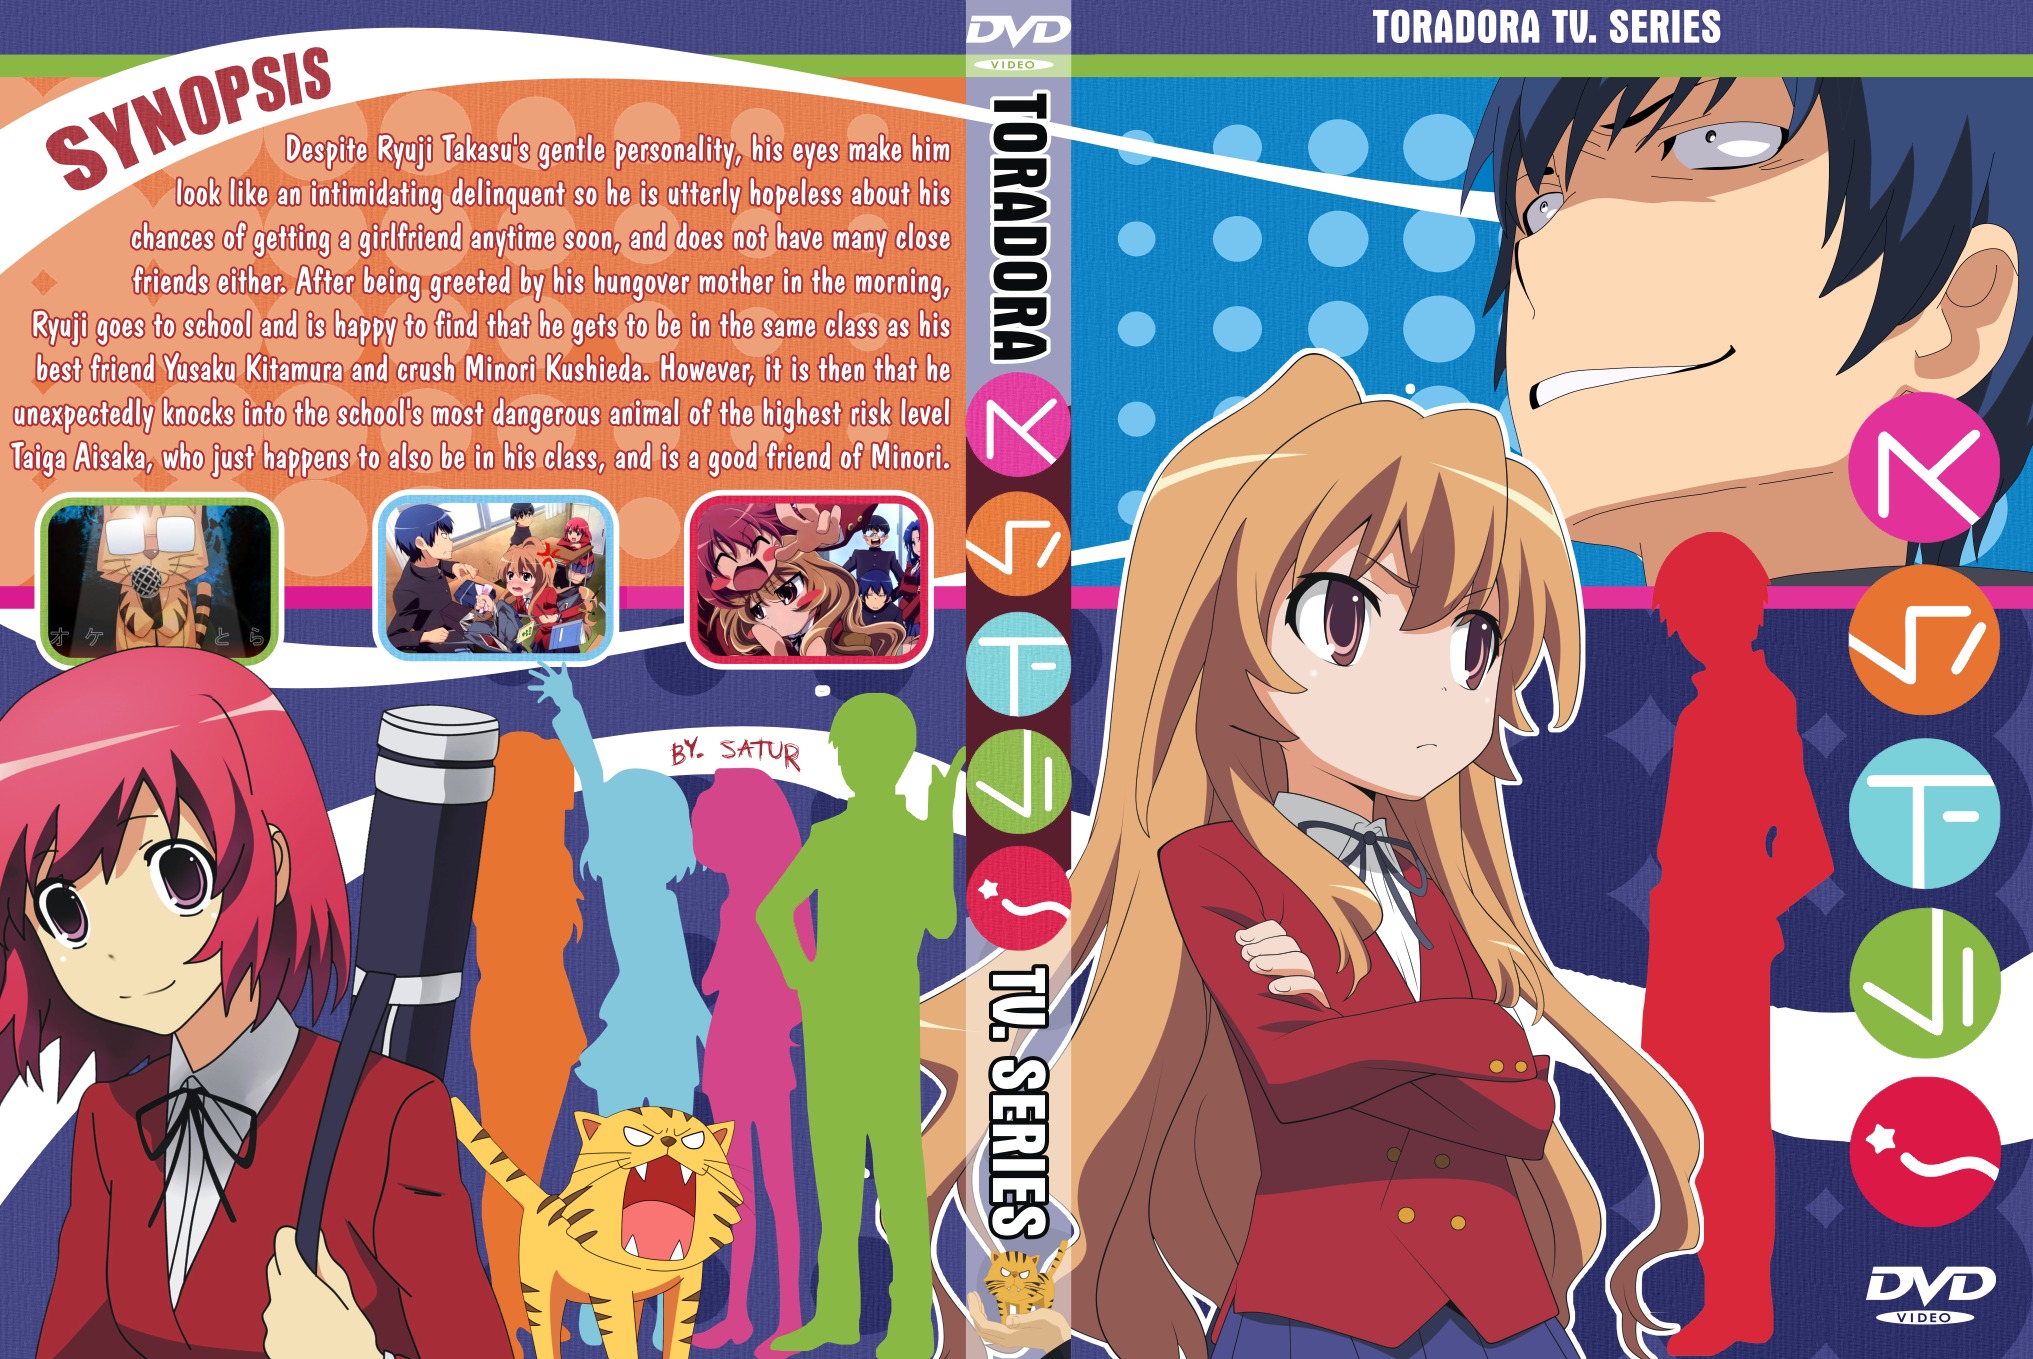 SYNOPSIS
Despite Ryuji Takasu's gentle personality, his eyes make him
look like an intimidating delinquent so he is utterly hopeless about his
chances of getting a girlfriend anytime soon, and does not have many close
friends either. After being greeted by his hungover mother in the morning,
Ryuji goes to school and is happy to find that he gets to be in the same class as his
best friend Yusaku Kitamura and crush Minori Kushieda. However, it is then that he
unexpectedly knocks into the school's most dangerous animal of the highest risk level
Taiga Aisaka, who just happens to also be in his class, and is a good friend of Minori.
オケ とら
BY. SATUR
DVD
VIDEO
TORADORA
TV. SERIES
TORADORA TV. SERIES
DVD
VIDEO